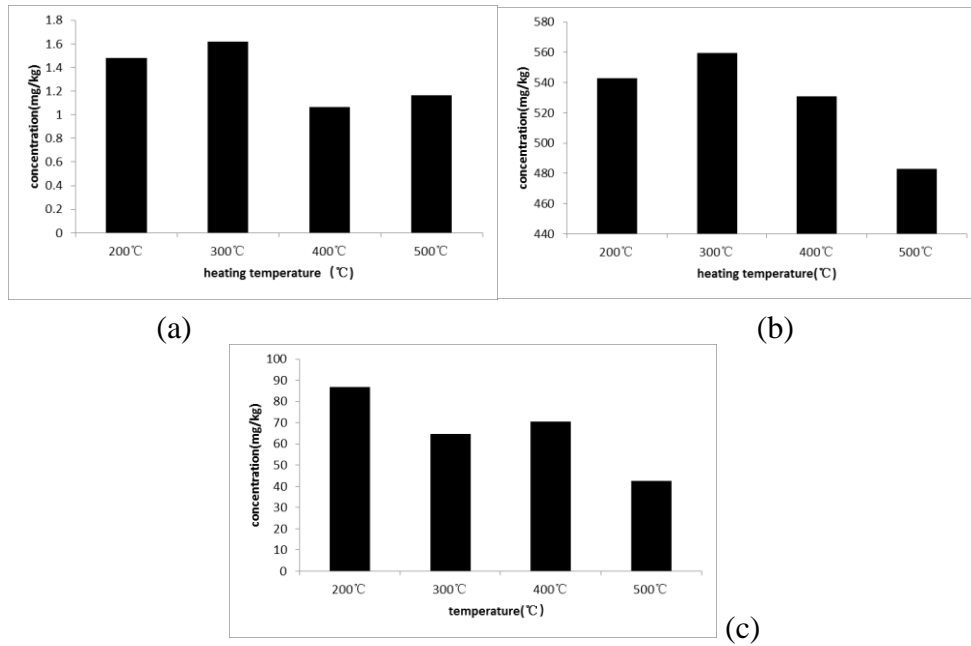 1.8
1.6
1.4
1.2
1
0.8
0.6
0.4
0.2
0
concentration(mg/kg)
200℃ 300℃ 400℃ 500℃
heating temperature （℃）
(a)
580
560
540
520
500
480
460
440
concentration(mg/kg)
200℃ 300℃ 400℃ 500℃
heating temperature(℃)
(b)
100
90
80
70
60
50
40
30
20
10
0
concentration(mg/kg)
200℃ 300℃ 400℃ 500℃
temperature(℃)
(c)